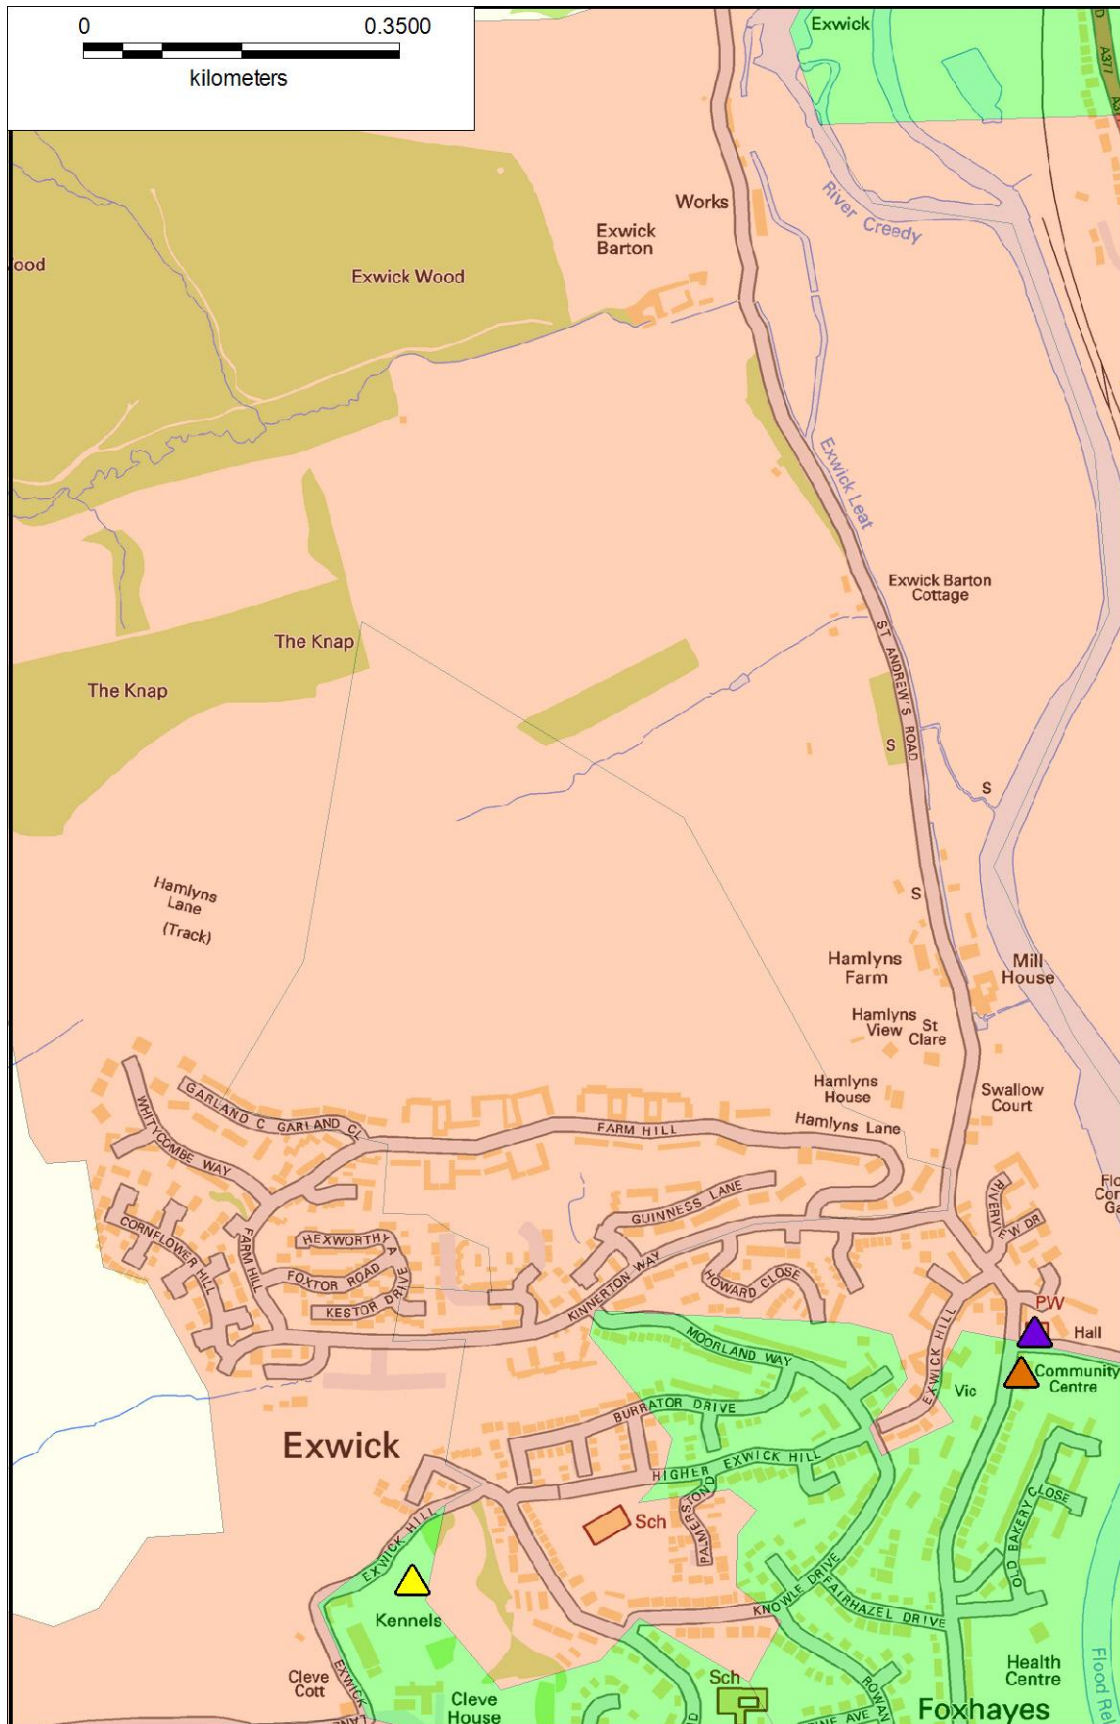 0 0.3500
kilometers
Exwick
A377
Works
River Creedy
Exwick
Barton
ood
Exwick Wood
Exwick Leat
Exwick Barton
Cottage
ST ANDREW'S ROAD
The Knap
The Knap
S
S
Hamlyns
Lane
(Track)
S
Hamlyns
Farm
Mill
House
Hamlyns
View
St
Clare
Hamlyns
House
Swallow
Court
Hamlyns Lane
GARLAND C
GARLAND CL
FARM HILL
WHITYCOMBE WAY
GUINNESS LANE
CORNFLOWER HILL
FARM HILL
HEXWORTHY A
FOXTOR ROAD
KESTOR DRIVE
KINNERTON WAY
HOWARD CLOSE
PW
Hall
MOORLAND WAY
EXWICK HILL
Community
Centre
Vic
BURRATOR DRIVE
Exwick
HIGHER EXWICK HILL
Sch
OLD BAKERY CLOSE
EXWICK HILL
Kennels
KNOWLE DRIVE
FAIRHAZEL DRIVE
Cleve
Cott
EXWICK
Cleve
House
Sch
ROWAN
Health
Centre
Foxhayes